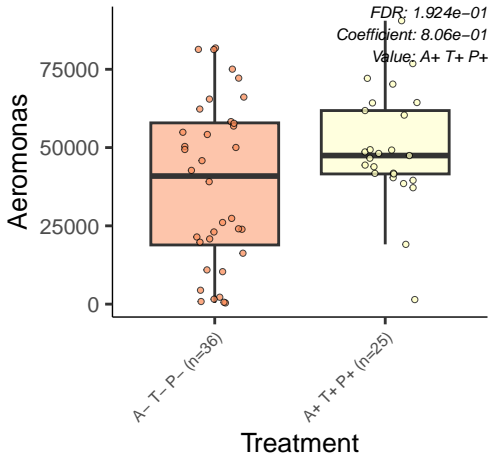 FDR: 1.924e−01
Coefficient: 8.06e−01
Value: A+ T+ P+
Aeromonas
75000
50000
25000
0
A− T− P− (n=36)
A+ T+ P+ (n=25)
Treatment